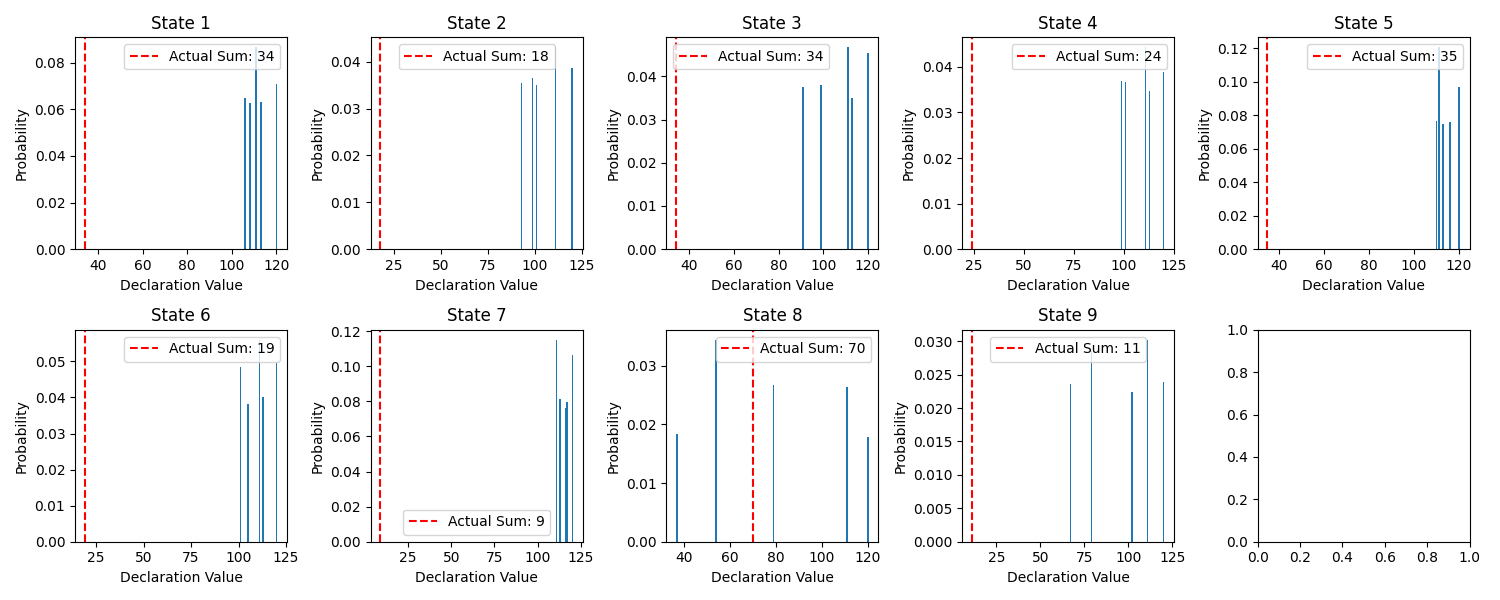 State 1
Actual Sum: 34
Probability
0.08
0.06
0.04
0.02
0.00
40 60 80 100 120
Declaration Value
State 2
Actual Sum: 18
Probability
0.04
0.03
0.02
0.01
0.00
25 50 75 100 125
Declaration Value
State 3
Actual Sum: 34
Probability
0.04
0.03
0.02
0.01
0.00
40 60 80 100 120
Declaration Value
State 4
Actual Sum: 24
Probability
0.04
0.03
0.02
0.01
0.00
25 50 75 100 125
Declaration Value
State 5
Actual Sum: 35
Probability
0.12
0.10
0.08
0.06
0.04
0.02
0.00
40 60 80 100 120
Declaration Value
State 6
Actual Sum: 19
Probability
0.05
0.04
0.03
0.02
0.01
0.00
25 50 75 100 125
Declaration Value
State 7
Actual Sum: 9
Probability
0.12
0.10
0.08
0.06
0.04
0.02
0.00
25 50 75 100 125
Declaration Value
State 8
Actual Sum: 70
Probability
0.03
0.02
0.01
0.00
40 60 80 100 120
Declaration Value
State 9
Actual Sum: 11
Probability
0.030
0.025
0.020
0.015
0.010
0.005
0.000
25 50 75 100 125
Declaration Value
1.0
0.8
0.6
0.4
0.2
0.0
0.0 0.2 0.4 0.6 0.8 1.0